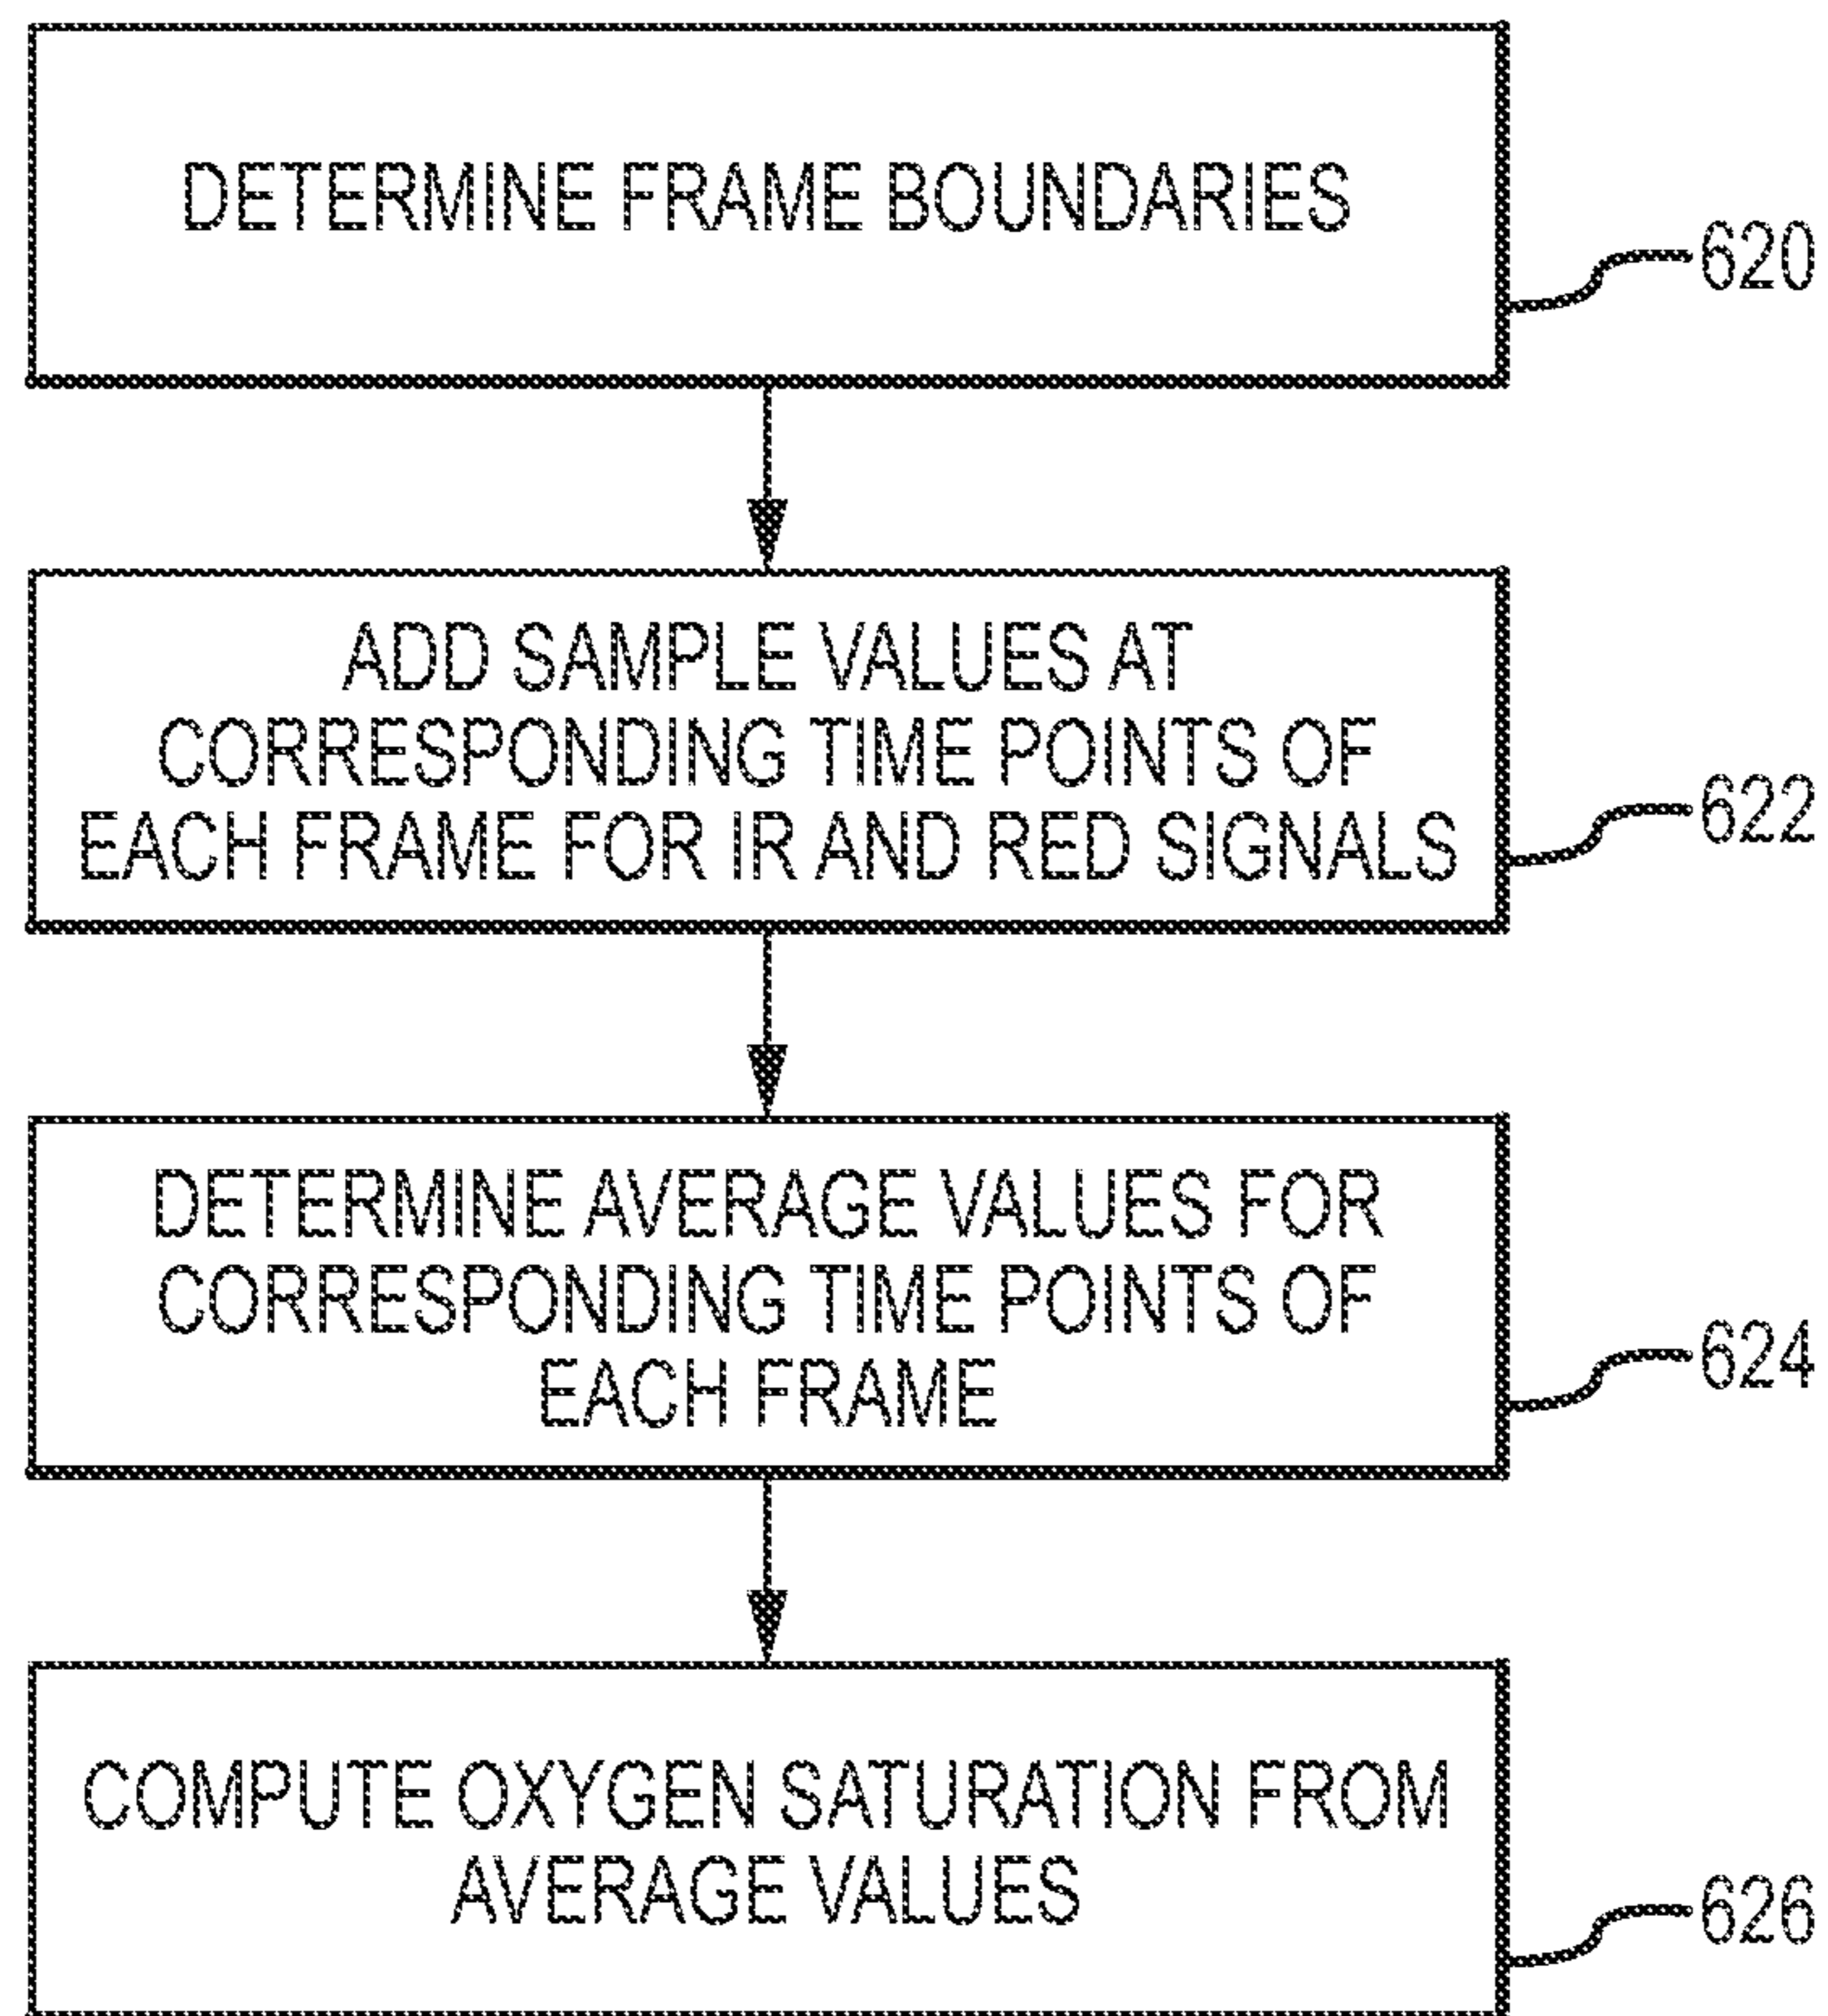 DETERMINE FRAME BOUNDARIES
620
ADD SAMPLE VALUES AT
CORRESPONDING TIME POINTS OF
EACH FRAME FOR IR AND RED SIGNALS
622
DETERMINE AVERAGE VALUES FOR
CORRESPONDING TIME POINTS OF
EACH FRAME
624
COMPUTE OXYGEN SATURATION FROM
AVERAGE VALUES
626